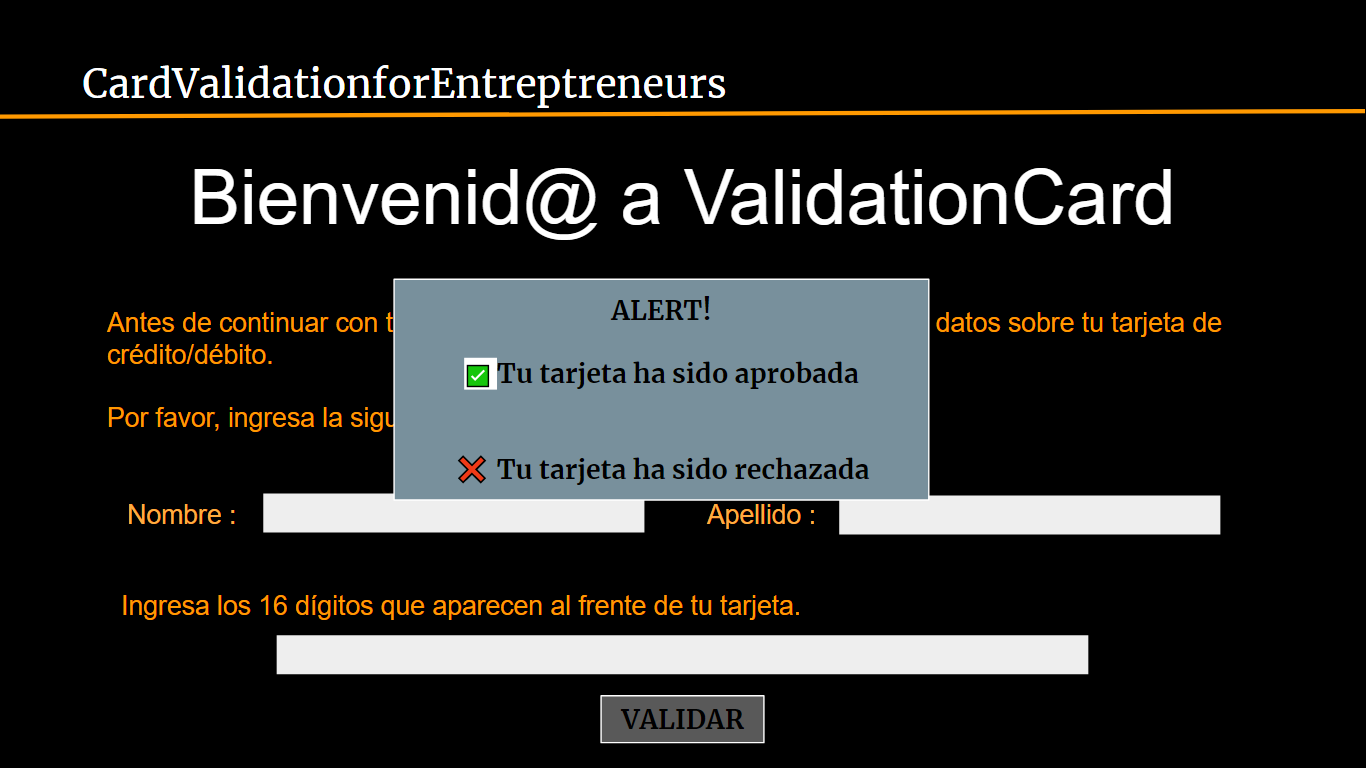 CardValidationforEntreptreneurs
Bienvenid@ a ValidationCard
ALERT!
Antes de continuar con t datos sobre tu tarjeta de
crédito/débito.
Tu tarjeta ha sido aprobada
Por favor, ingresa la sigu
Tu tarjeta ha sido rechazada
Nombre : Apellido :
Ingresa los 16 dígitos que aparecen al frente de tu tarjeta.
VALIDAR